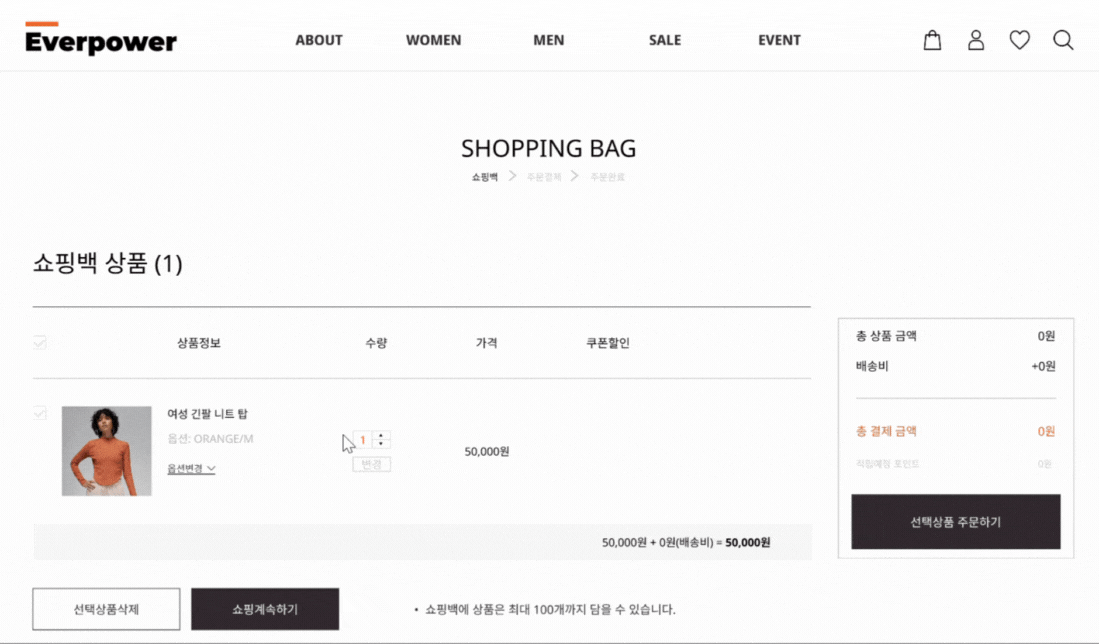 Everpower
ABOUT WOMEN MEN SALE EVENT
SHOPPING BAG
쇼핑백 주문결제 주문완료
쇼핑백 상품 (1)
상품정보 수량 가격 쿠폰할인
여성 긴팔 니트 탑
옵션: ORANGE/M
옵션변경
1
변경
50,000원
50,000원 + 0원(배송비) = 50,000원
선택상품삭제
쇼핑계속하기
• 쇼핑백에 상품은 최대 100개까지 담을 수 있습니다.
총 상품 금액 0원
배송비 +0원
총 결제 금액 0원
적립예정 포인트 0원
선택상품 주문하기